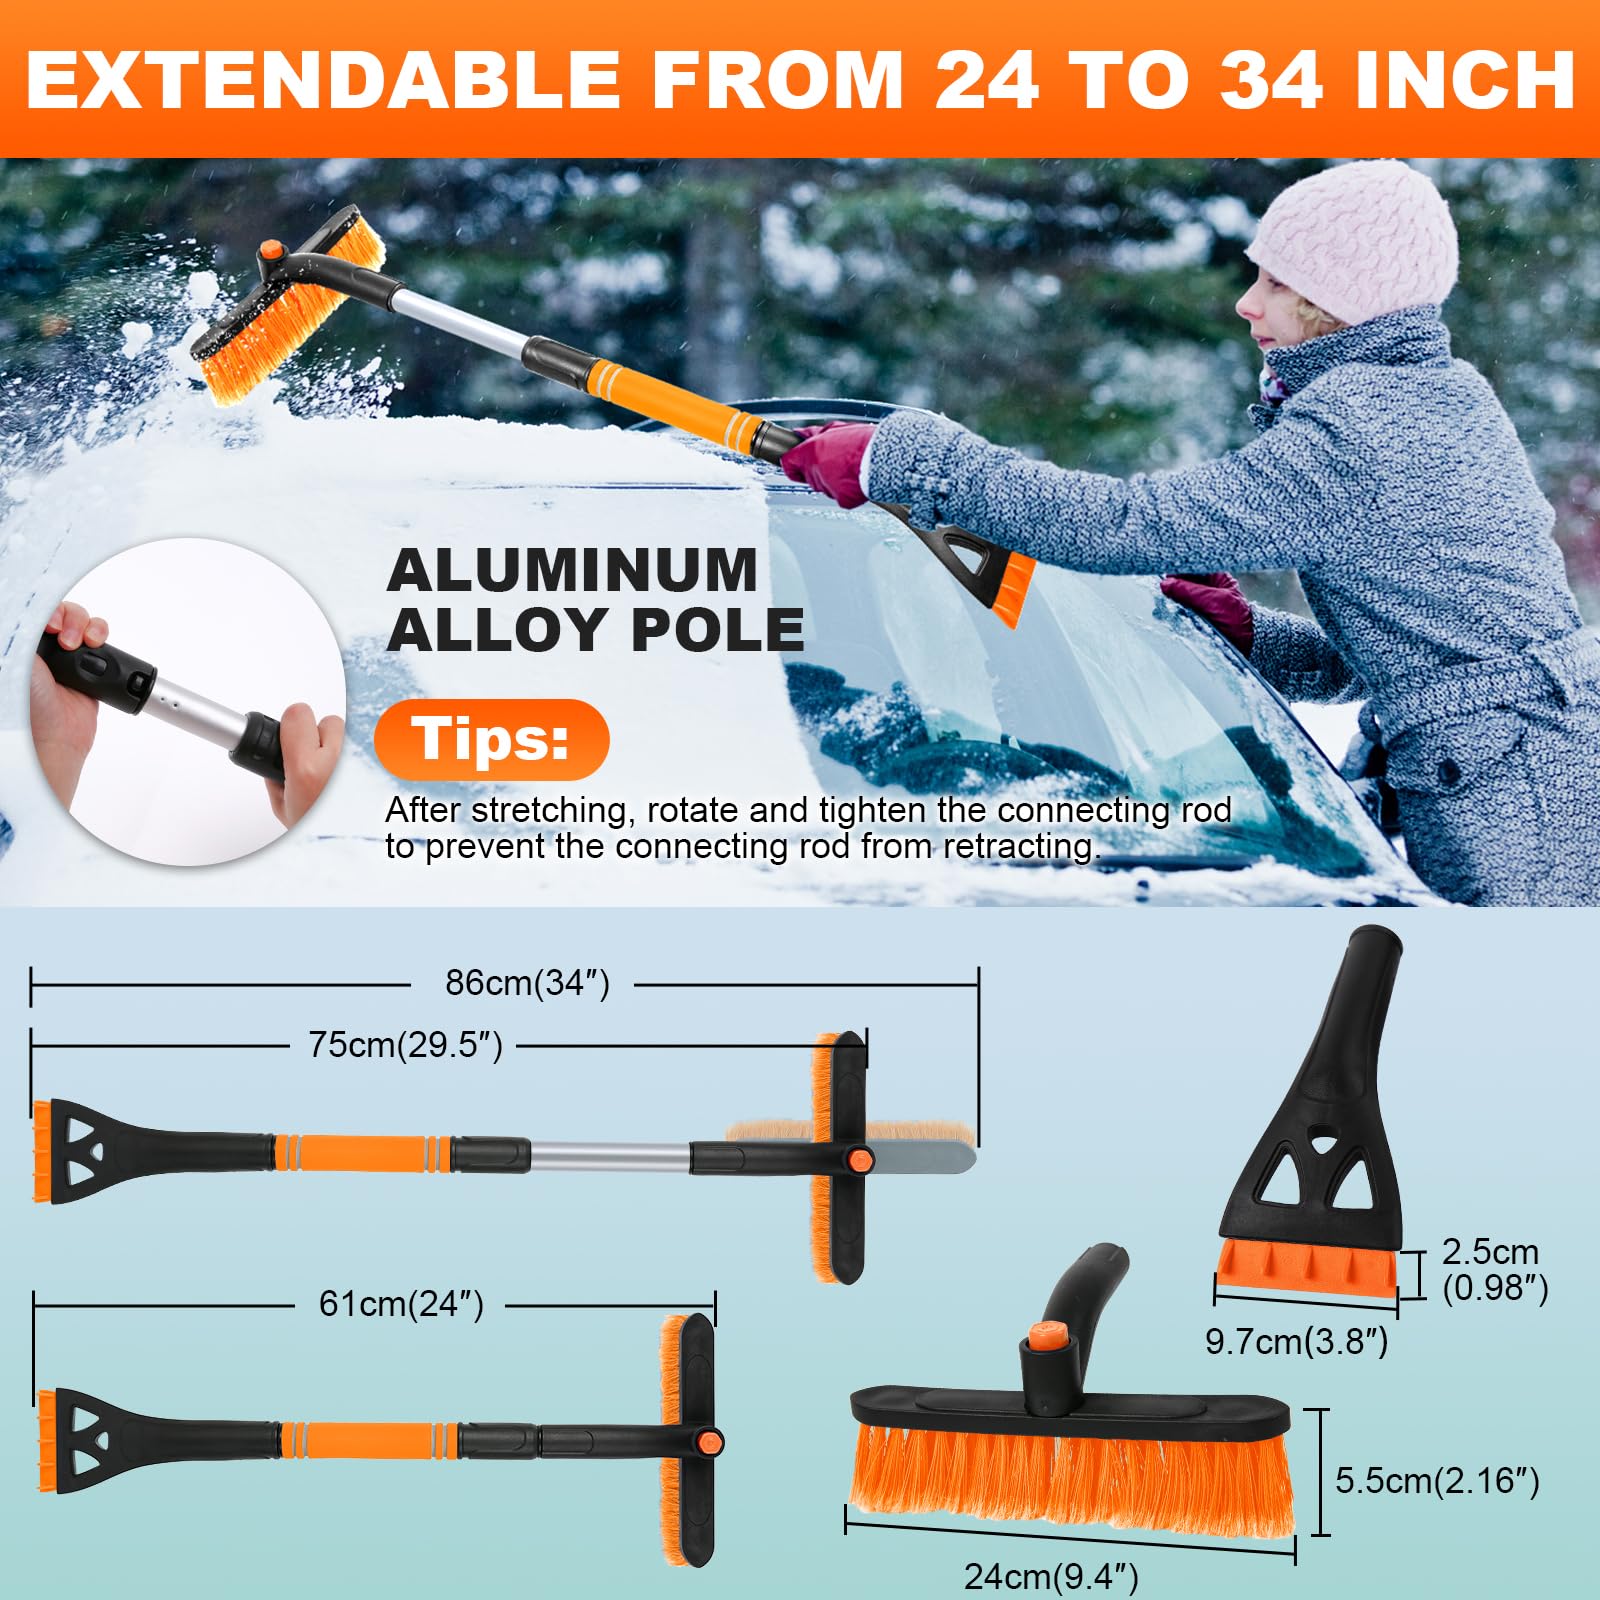 EXTENDABLE FROM 24 TO 34 INCH
ALUMINUM
ALLOY POLE
Tips:
After stretching, rotate and tighten the connecting rod
to prevent the connecting rod from retracting.
86cm(34″)
75cm(29.5″)
61cm(24″)
2.5cm
(0.98″)
9.7cm(3.8″)
5.5cm(2.16″)
24cm(9.4″)